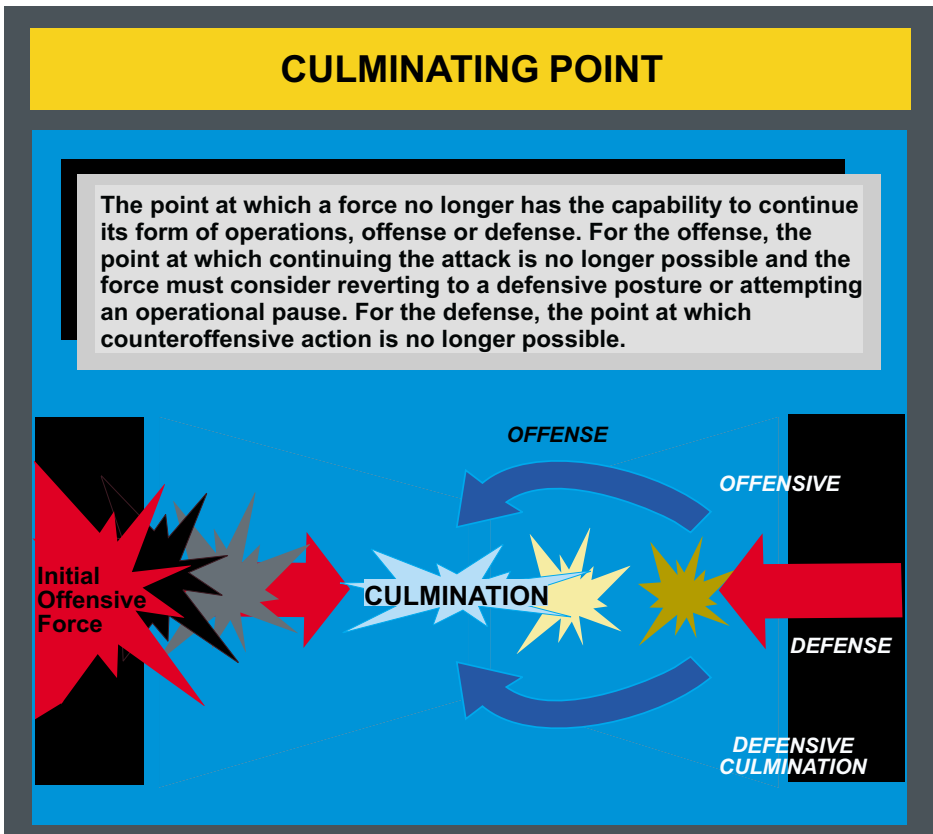 CULMINATING POINT
The point at which a force no longer has the capability to continue
its form of operations, offense or defense. For the offense, the
point at which continuing the attack is no longer possible and the
force must consider reverting to a defensive posture or attempting
an operational pause. For the defense, the point at which
counteroffensive action is no longer possible.
OFFENSE
OFFENSIVE
Initial
Offensive
Force
CULMINATION
DEFENSE
DEFENSIVE
CULMINATION